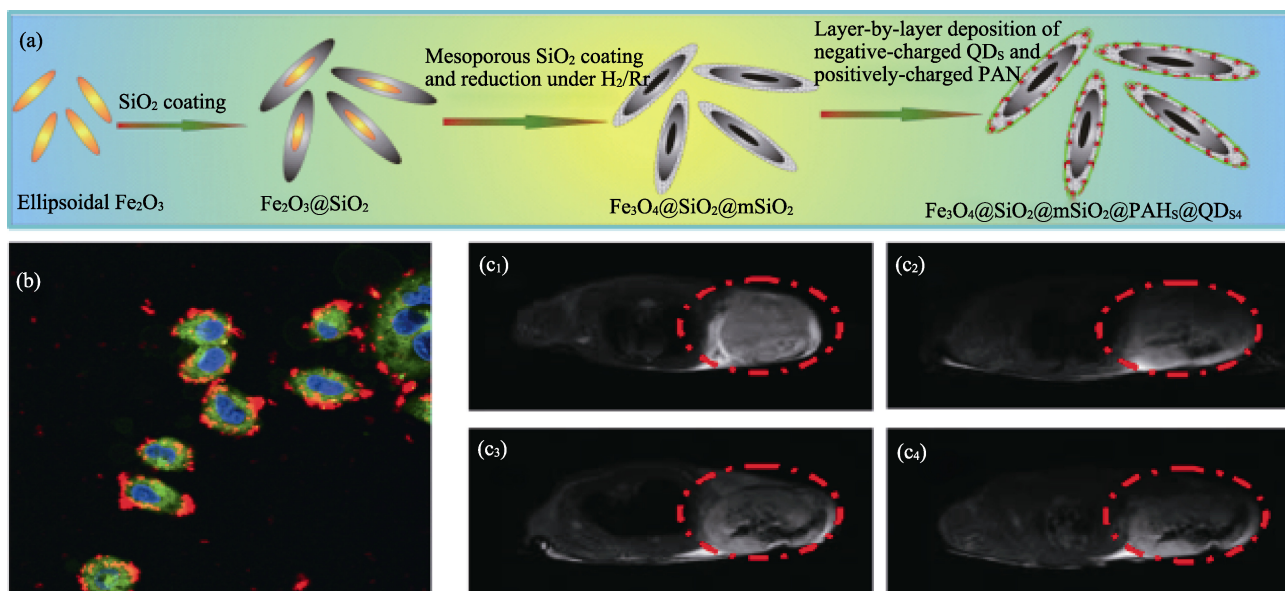 (a)
SiO₂ coating
Mesoporous SiO₂ coating
and reduction under H₂/Rr
Layer-by-layer deposition of
negative-charged QDₛ and
positively-charged PAN
Ellipsoidal Fe₂O₃
Fe₂O₃@SiO₂
Fe₃O₄@SiO₂@mSiO₂
Fe₃O₄@SiO₂@mSiO₂@PAHₛ@QDₛ₄
(b)
(c₁)
(c₂)
(c₃)
(c₄)